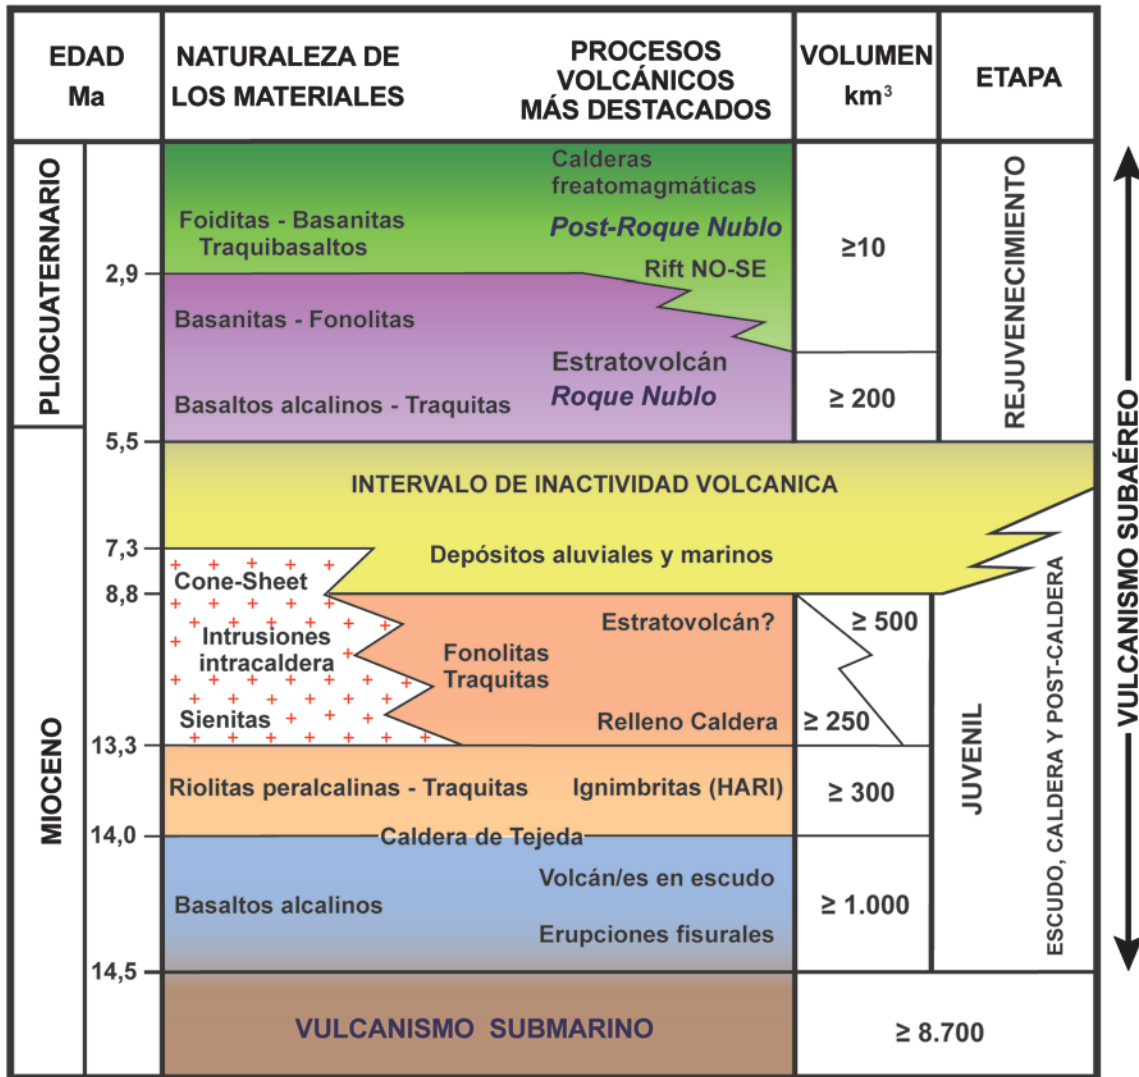 EDAD
Ma
NATURALEZA DE
LOS MATERIALES
PROCESOS
VOLCÁNICOS
MÁS DESTACADOS
VOLUMEN
km³
ETAPA
PLIOCUATERNARIO
MIOCENO
2,9
5,5
7,3
8,8
13,3
14,0
14,5
Calderas
freatomagmáticas
Foiditas - Basanitas
Traquibasaltos
Post-Roque Nublo
Rift NO-SE
≥10
Basanitas - Fonolitas
Estratovolcán
Roque Nublo
Basaltos alcalinos - Traquitas
≥ 200
REJUVENECIMIENTO
INTERVALO DE INACTIVIDAD VOLCANICA
Depósitos aluviales y marinos
Cone-Sheet
Intrusiones
intracaldera
Sienitas
Fonolitas
Traquitas
Estratovolcán?
Relleno Caldera
≥ 500
≥ 250
Riolitas peralcalinas - Traquitas
Ignimbritas (HARI)
≥ 300
Caldera de Tejeda
Volcán/es en escudo
Basaltos alcalinos
Erupciones fisurales
≥ 1.000
JUVENIL
ESCUDO, CALDERA Y POST-CALDERA
VULCANISMO SUBAÉREO
VULCANISMO SUBMARINO
≥ 8.700